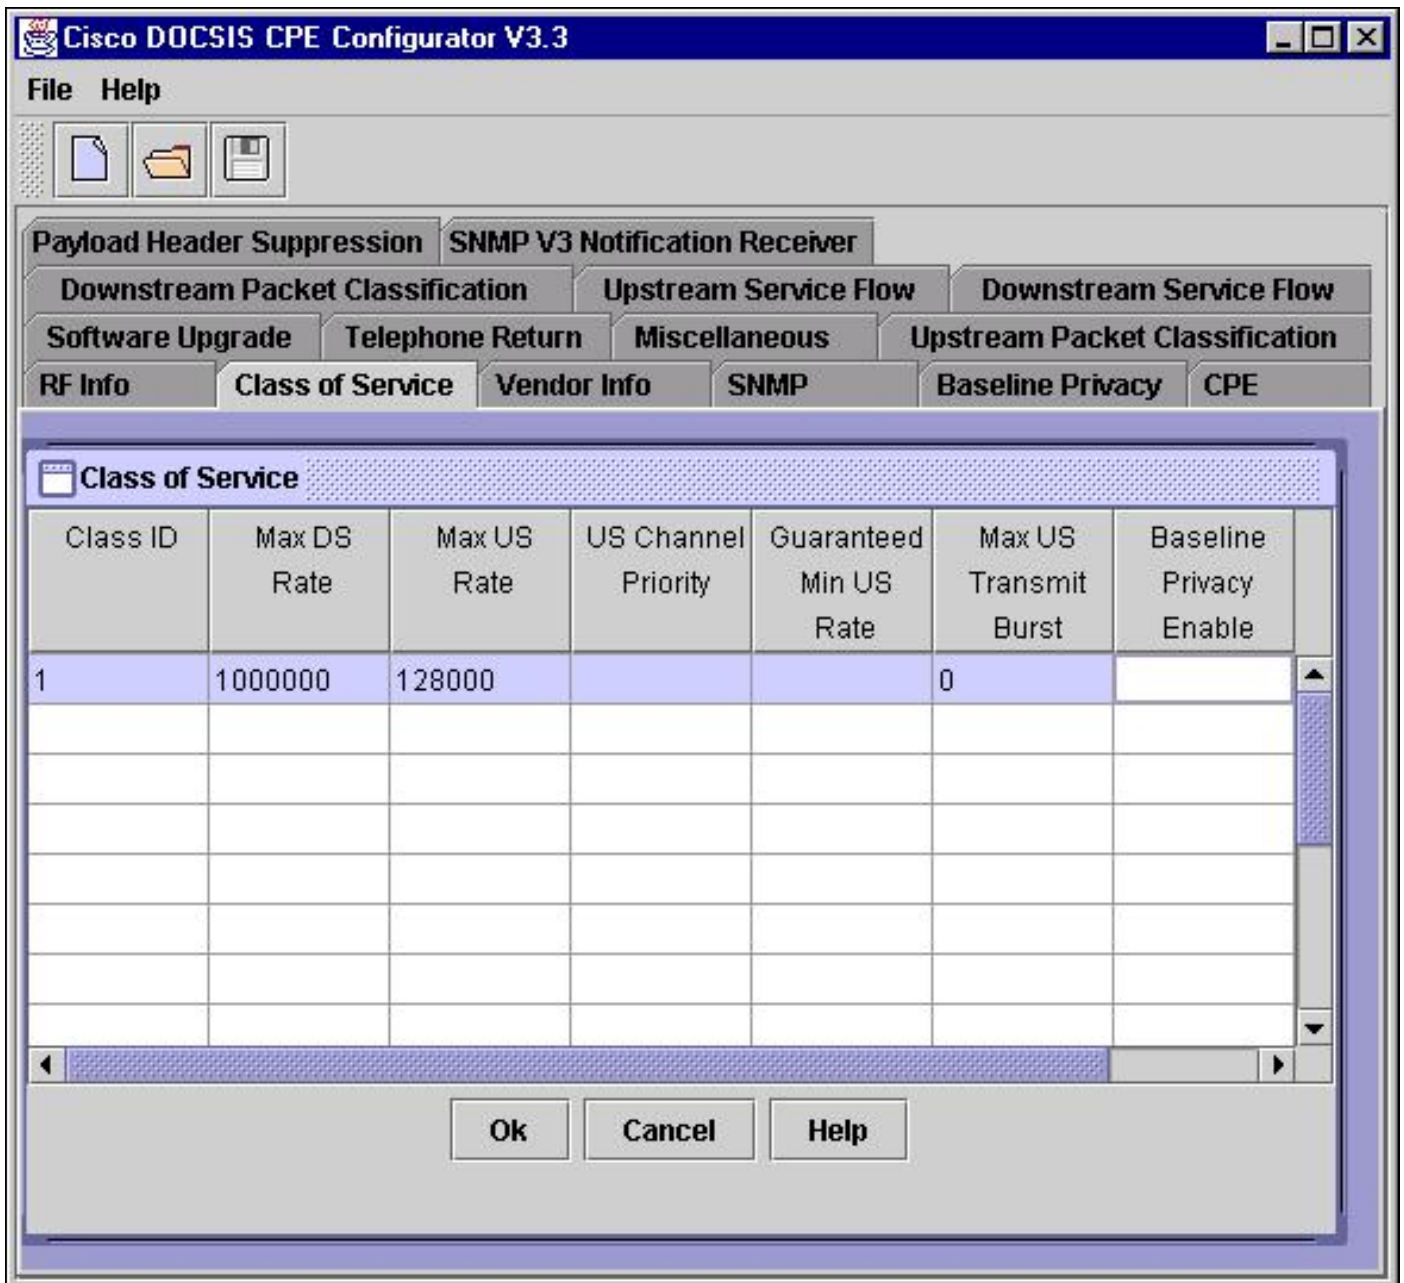 Cisco DOCSIS CPE Configurator V3.3
File Help
Payload Header Suppression SNMP V3 Notification Receiver
Downstream Packet Classification Upstream Service Flow Downstream Service Flow
Software Upgrade Telephone Return Miscellaneous Upstream Packet Classification
RF Info Class of Service Vendor Info SNMP Baseline Privacy CPE
Class of Service
Class ID Max DS Max US US Channel Guaranteed Max US Baseline
Rate Rate Priority Min US Transmit Privacy
Rate Burst Enable
1 1000000 128000 0
Ok Cancel Help